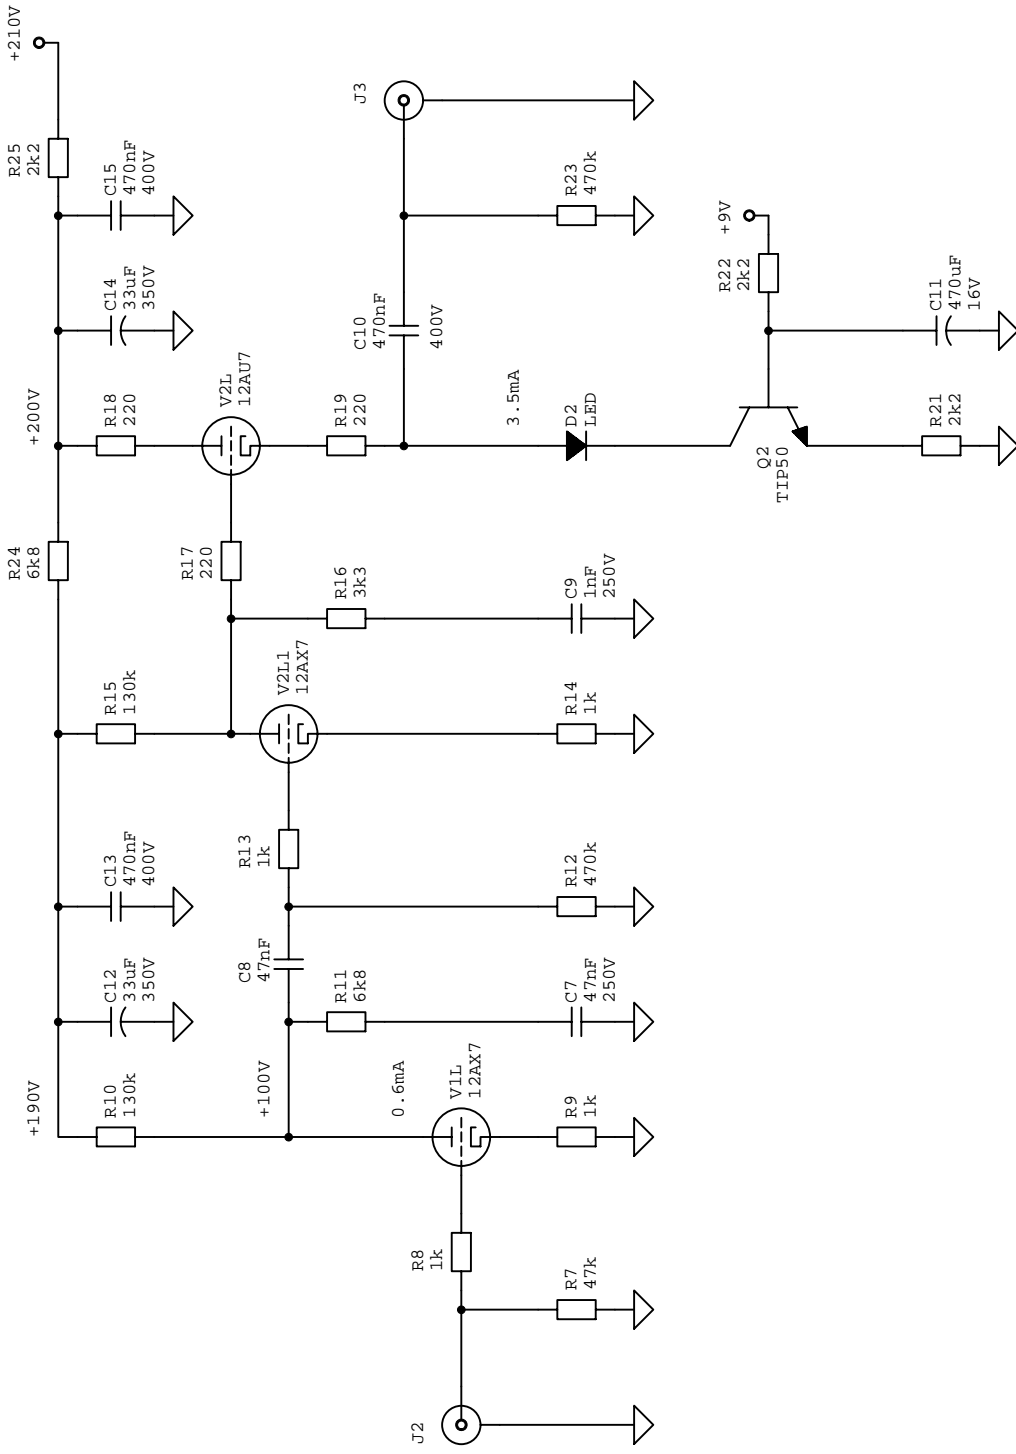 +210V
R25
2k2
C15
470nF
400V
C14
33uF
350V
+200V
R18
220
V2L
12AU7
R19
220
J3
R23
470k
C10
470nF
400V
3.5mA
D2
LED
+9V
R22
2k2
C11
470uF
16V
Q2
TIP50
R21
2k2
R24
6k8
R17
220
R16
3k3
C9
1nF
250V
R15
130k
V2L1
12AX7
R14
1k
R13
1k
C13
470nF
400V
R12
470k
C8
47nF
C12
33uF
350V
R11
6k8
C7
47nF
250V
+190V
R10
130k
+100V
0.6mA
V1L
12AX7
R9
1k
R8
1k
R7
47k
J2